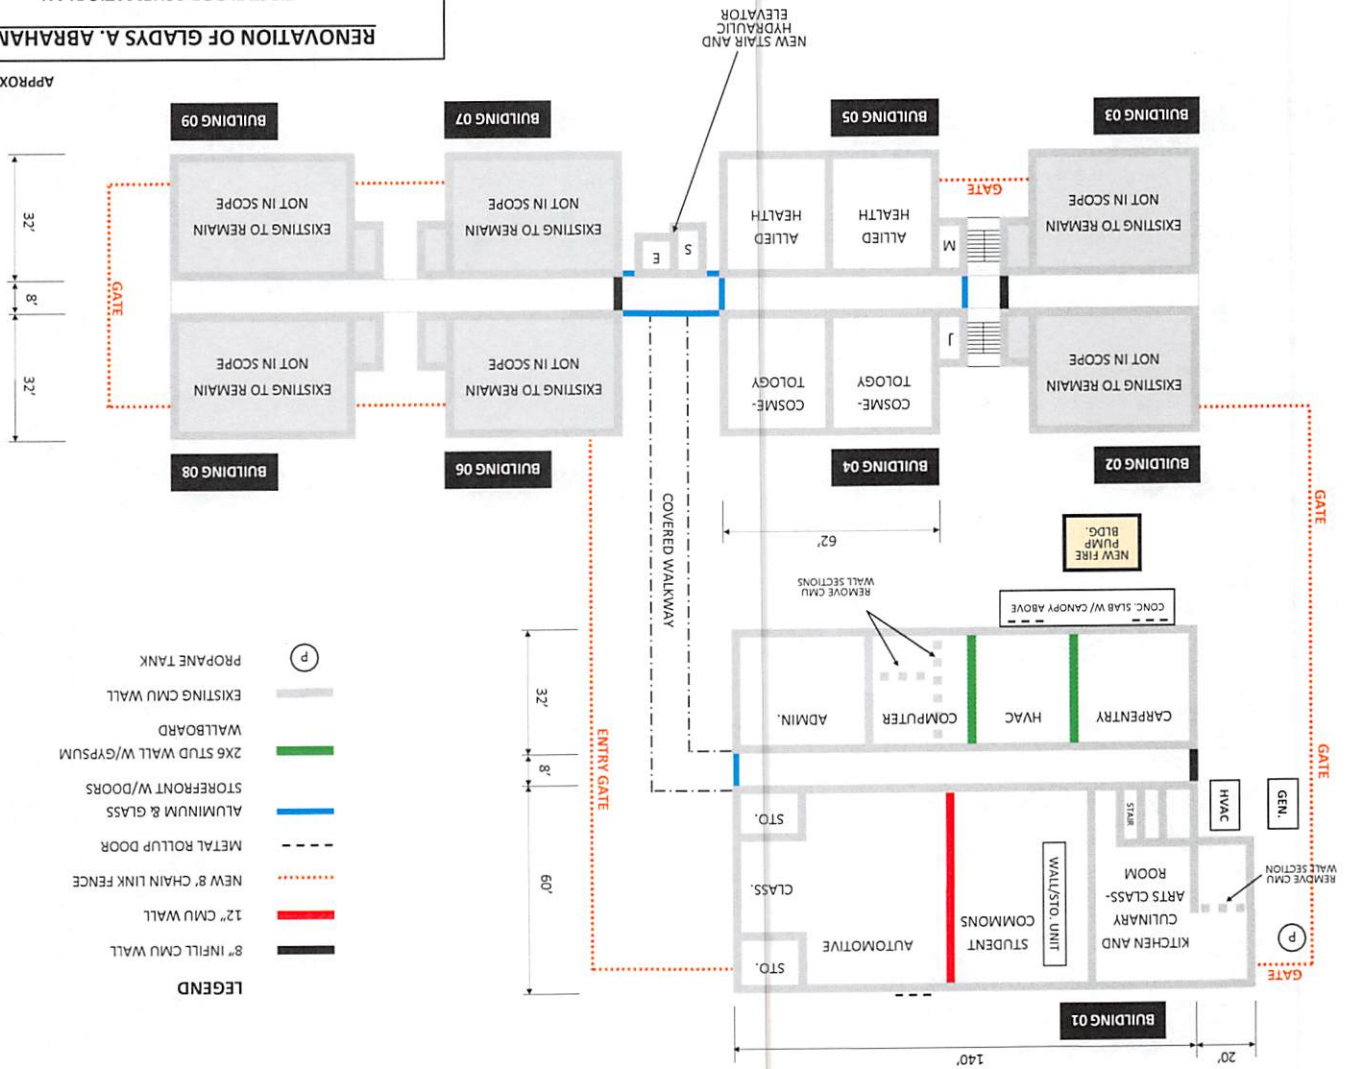 20'
140'
BUILDING 01
GATE
P
REMOVE CMU
WALL SECTION
KITCHEN AND
CULINARY
ARTS CLASS-
ROOM
WALL/STO. UNIT
STUDENT
COMMONS
AUTOMOTIVE
STO.
CLASS.
STO.
60'
GEN.
HVAC
STAIR
GATE
8'
CARPENTRY
HVAC
COMPUTER
ADMIN.
32'
ENTRY GATE
CONC. SLAB W/ CANOPY ABOVE
REMOVE CMU
WALL SECTIONS
NEW FIRE
PUMP
BLDG.
62'
COVERED WALKWAY
GATE
LEGEND
8" INFILL CMU WALL
12" CMU WALL
NEW 8' CHAIN LINK FENCE
METAL ROLLUP DOOR
ALUMINUM & GLASS
STOREFRONT W/DOORS
2X6 STUD WALL W/GYPSUM
WALLBOARD
EXISTING CMU WALL
P
PROPANE TANK
BUILDING 02
BUILDING 04
BUILDING 06
BUILDING 08
EXISTING TO REMAIN
NOT IN SCOPE
COSME-
TOLOGY
COSME-
TOLOGY
EXISTING TO REMAIN
NOT IN SCOPE
EXISTING TO REMAIN
NOT IN SCOPE
J
32'
8'
GATE
M
S
E
EXISTING TO REMAIN
NOT IN SCOPE
GATE
ALLIED
HEALTH
ALLIED
HEALTH
EXISTING TO REMAIN
NOT IN SCOPE
EXISTING TO REMAIN
NOT IN SCOPE
32'
BUILDING 03
BUILDING 05
BUILDING 07
BUILDING 09
NEW STAIR AND
HYDRAULIC
ELEVATOR
APPROX
RENOVATION OF GLADYS A. ABRAHAM